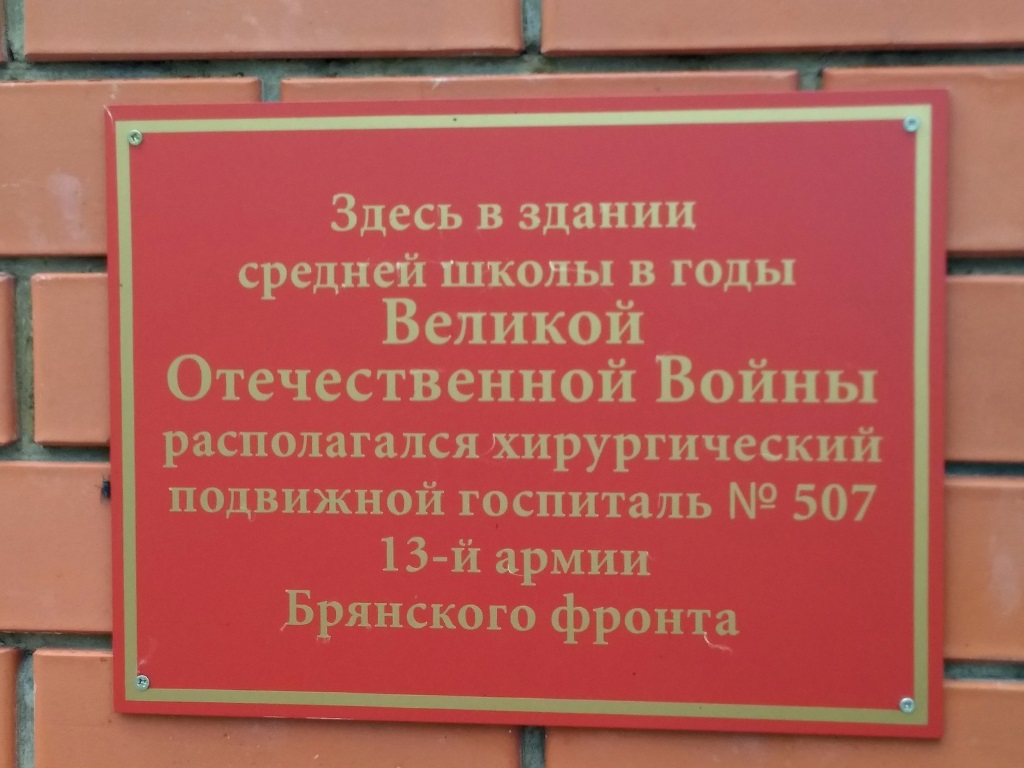 Здесь в здании
средней школы в годы
Великой
Отечественной Войны
располагался хирургический
подвижной госпиталь № 507
13-й армии
Брянского фронта